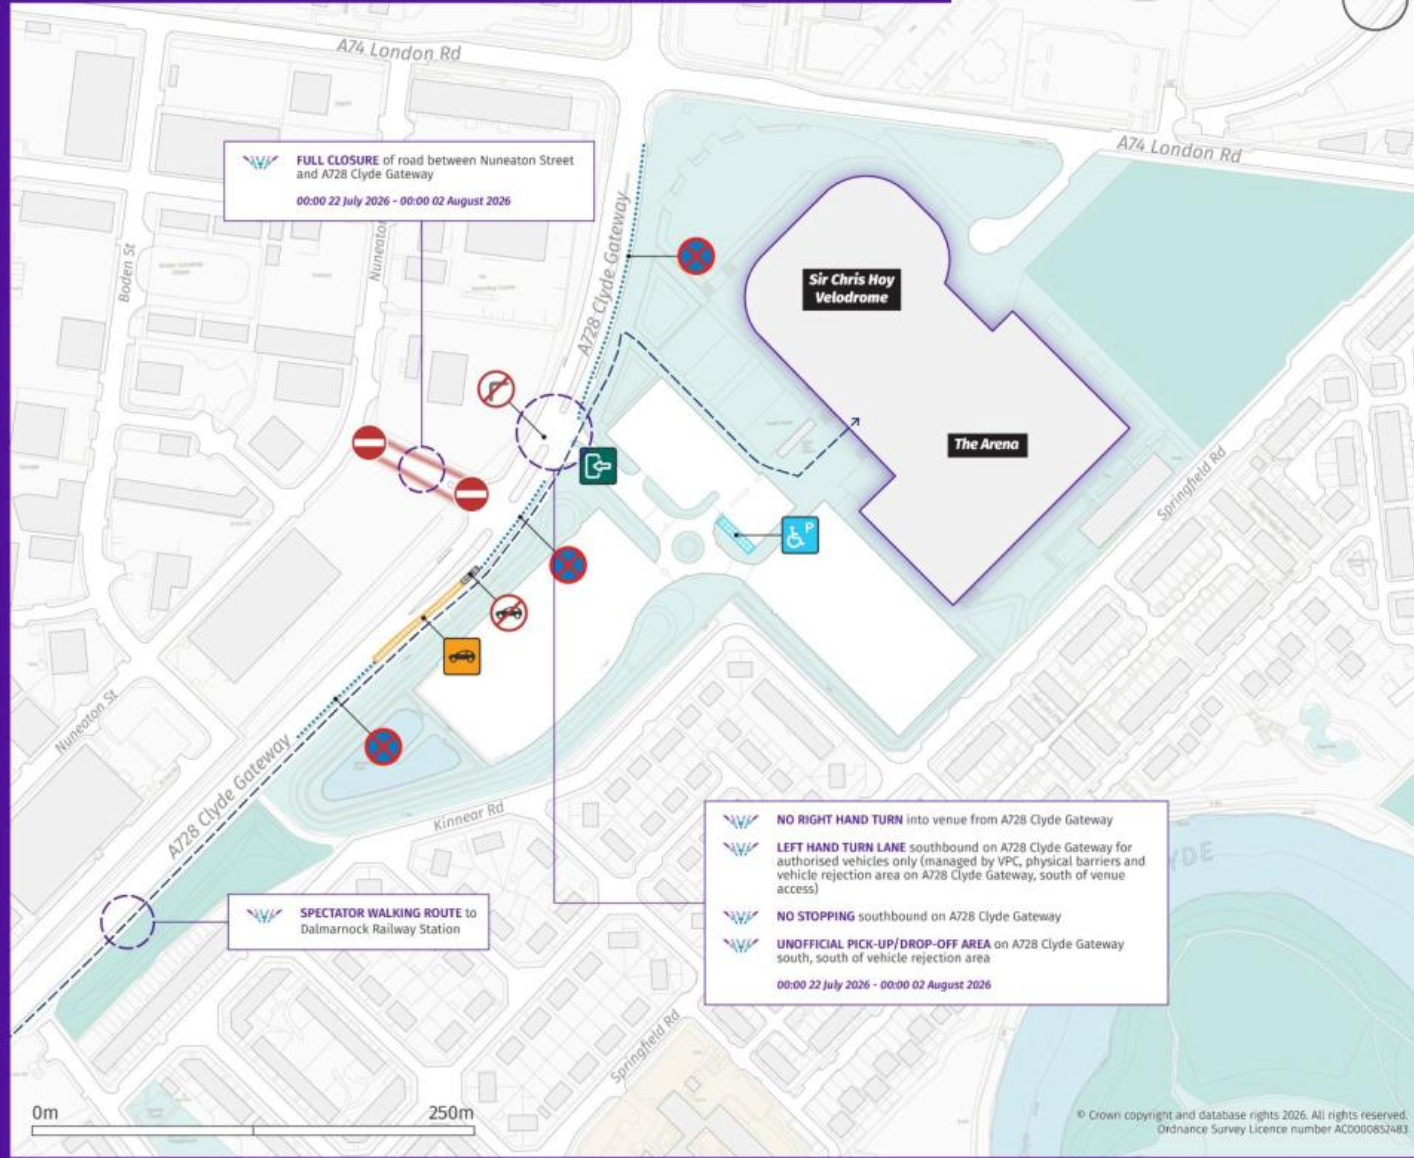 A74 London Rd
A74 London Rd
FULL CLOSURE of road between Nuneaton Street
and A728 Clyde Gateway
00:00 22 July 2026 - 00:00 02 August 2026
Boden St
Nuneaton
A728 Clyde Gateway
Sir Chris Hoy
Velodrome
The Arena
P
Springfield Rd
Nuneaton St
A728 Clyde Gateway
Kinnear Rd
NO RIGHT HAND TURN into venue from A728 Clyde Gateway
LEFT HAND TURN LANE southbound on A728 Clyde Gateway for
authorised vehicles only (managed by VPC, physical barriers and
vehicle rejection area on A728 Clyde Gateway, south of venue
access)
NO STOPPING southbound on A728 Clyde Gateway
UNOFFICIAL PICK-UP/DROP-OFF AREA on A728 Clyde Gateway
south, south of vehicle rejection area
00:00 22 July 2026 - 00:00 02 August 2026
YDE
SPECTATOR WALKING ROUTE to
Dalmarnock Railway Station
Springfield Rd
0m
250m
© Crown copyright and database rights 2026. All rights reserved.
Ordnance Survey Licence number AC0000852483